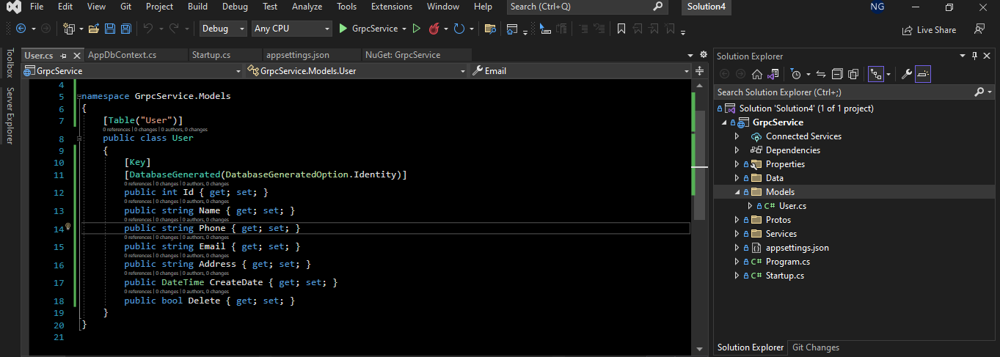 File Edit View Git Project Build Debug Test Analyze Tools Extensions Window Help Search (Ctrl+Q) Solution4 NG
Debug Any CPU GrpcService Live Share
Toolbox
Server Explorer
User.cs AppDbContext.cs Startup.cs appsettings.json NuGet: GrpcService
GrpcService GrpcService.Models.User Email
4
5 namespace GrpcService.Models
6 {
7 [Table("User")]
0 references | 0 changes | 0 authors, 0 changes
8 public class User
9 {
10 [Key]
11 [DatabaseGenerated(DatabaseGeneratedOption.Identity)]
0 references | 0 changes | 0 authors, 0 changes
12 public int Id { get; set; }
0 references | 0 changes | 0 authors, 0 changes
13 public string Name { get; set; }
0 references | 0 changes | 0 authors, 0 changes
14 public string Phone { get; set; }
0 references | 0 changes | 0 authors, 0 changes
15 public string Email { get; set; }
0 references | 0 changes | 0 authors, 0 changes
16 public string Address { get; set; }
0 references | 0 changes | 0 authors, 0 changes
17 public DateTime CreateDate { get; set; }
0 references | 0 changes | 0 authors, 0 changes
18 public bool Delete { get; set; }
19 }
20 }
21
Solution Explorer
Search Solution Explorer (Ctrl+;)
Solution 'Solution4' (1 of 1 project)
GrpcService
Connected Services
Dependencies
Properties
Data
Models
C# User.cs
Protos
Services
appsettings.json
C# Program.cs
C# Startup.cs
Solution Explorer Git Changes